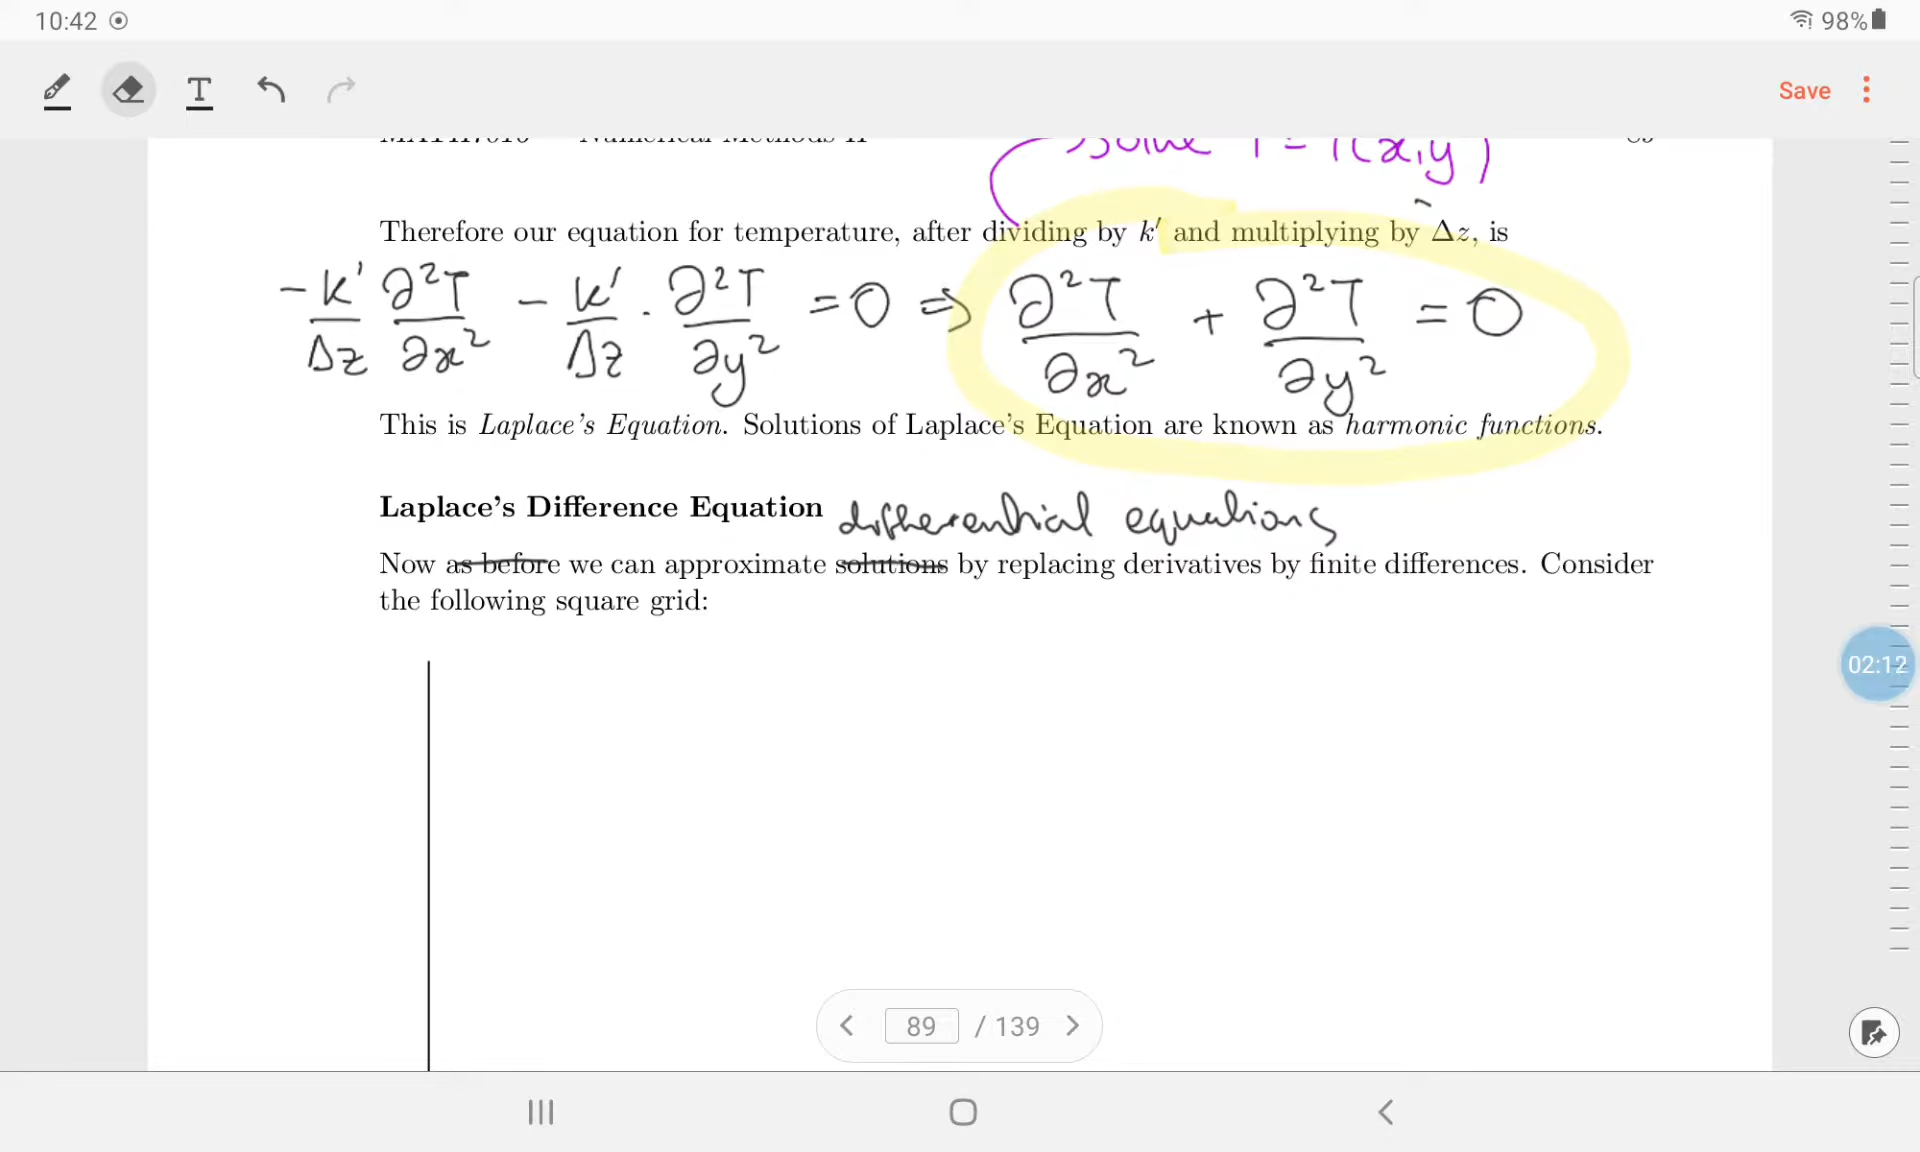 10:42 98%
T Save
solve T = T(x,y)
Therefore our equation for temperature, after dividing by k′ and multiplying by Δz, is
-k′/Δz ∂²T/∂x² - k′/Δz · ∂²T/∂y² = 0 ⇒ ∂²T/∂x² + ∂²T/∂y² = 0
This is Laplace's Equation. Solutions of Laplace's Equation are known as harmonic functions.
Laplace's Difference Equation differential equations
Now as before we can approximate solutions by replacing derivatives by finite differences. Consider
the following square grid:
02:12
89 / 139